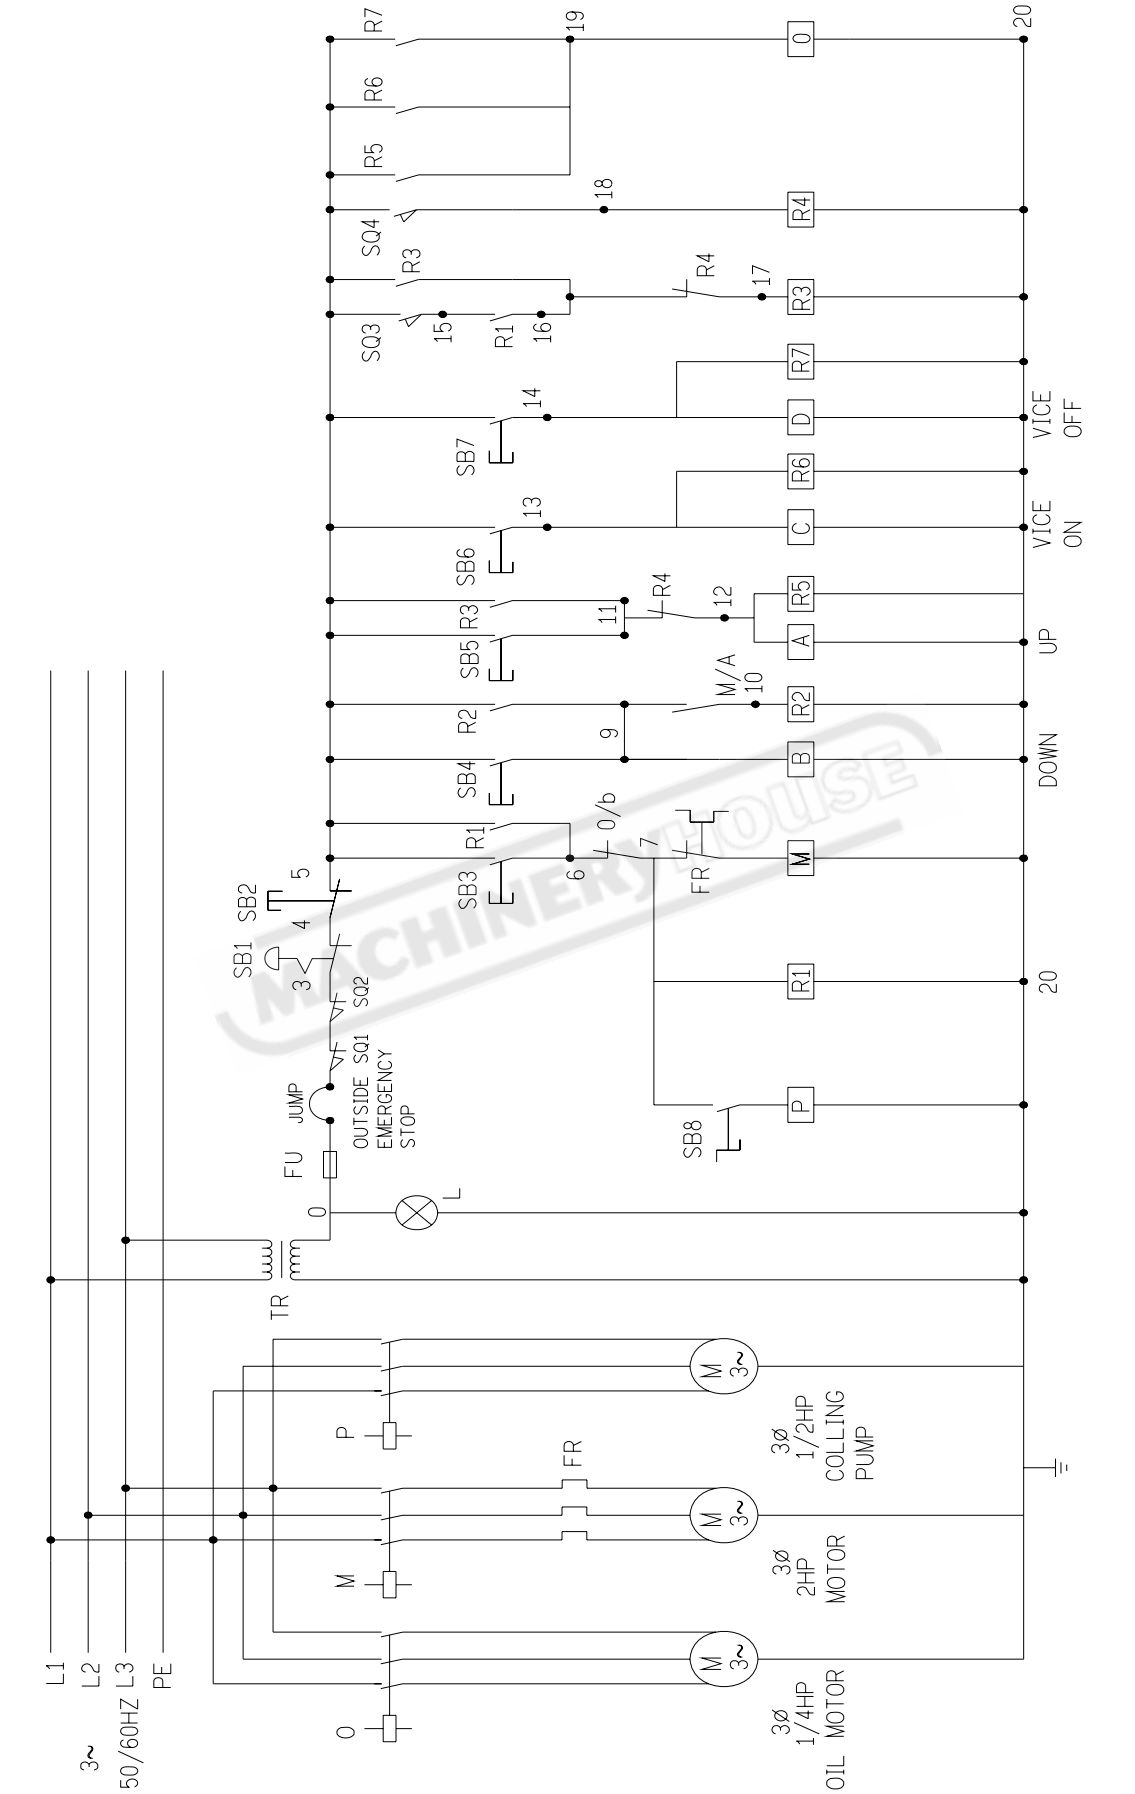 3~
50/60HZ
L1
L2
L3
PE
O
M
P
FR
M
3~
M
3~
M
3~
3Ø
1/4HP
OIL MOTOR
3Ø
2HP
MOTOR
3Ø
1/2HP
COLLING
PUMP
TR
0
L
FU
JUMP
OUTSIDE
EMERGENCY
STOP
SQ1
SQ2
3
SB1
4
SB2
5
SB8
P
R1
20
SB3
R1
6
O/b
7
FR
M
SB4
R2
9
M/A
10
B
R2
DOWN
SB5
R3
11
R4
12
A
R5
UP
SB6
13
C
R6
VICE
ON
SB7
14
D
R7
VICE
OFF
SQ3
15
R1
16
R3
R4
17
R3
SQ4
18
R4
R5
R6
R7
19
O
20
MACHINERYHOUSE